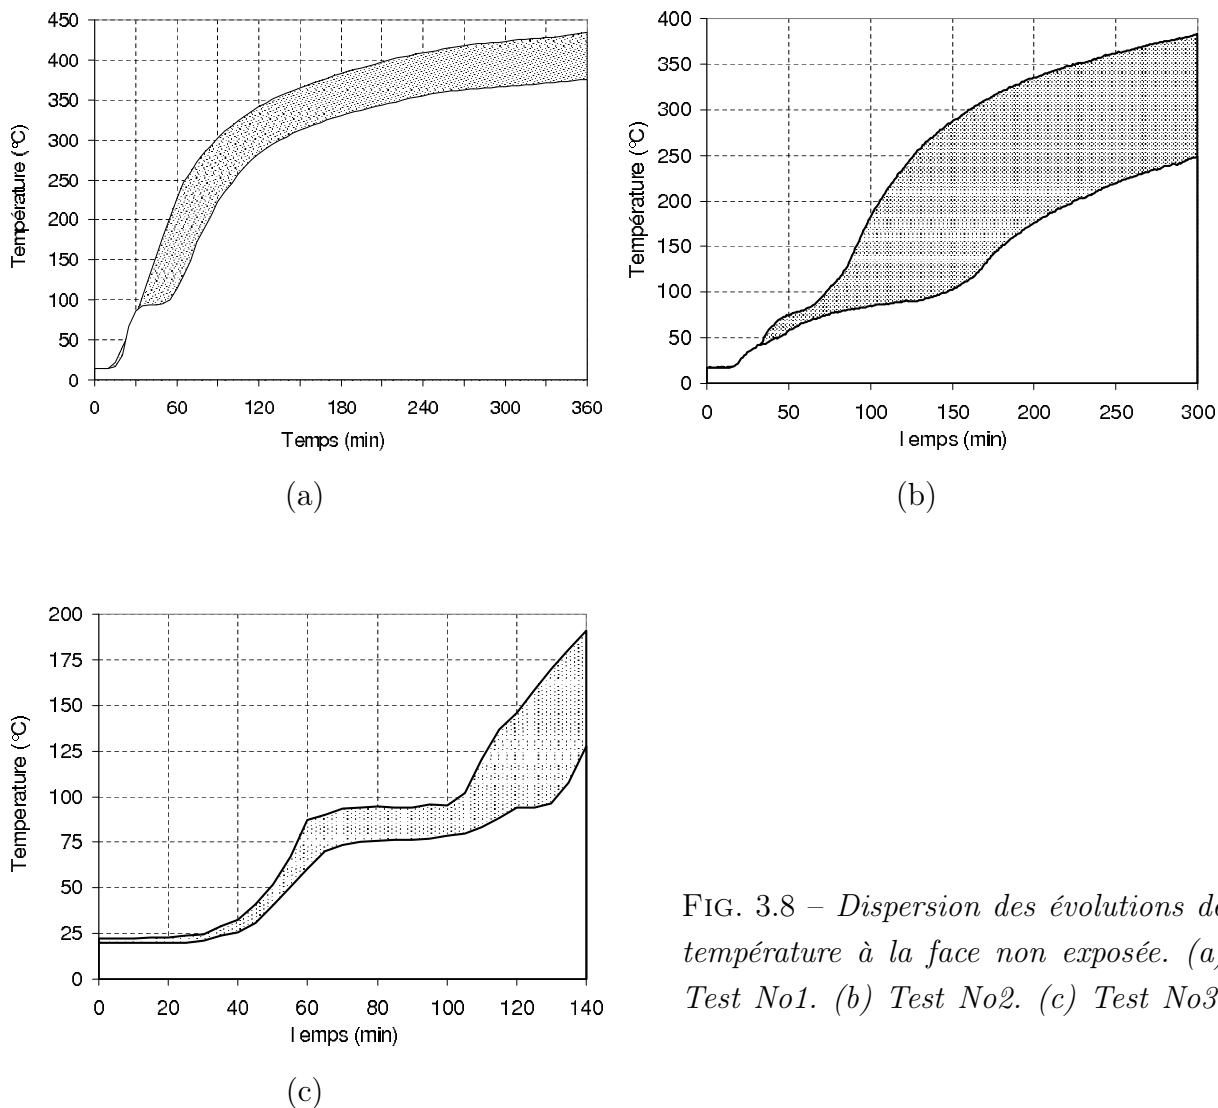 450
400
350
300
250
200
150
100
50
0
Température (°C)
0 60 120 180 240 300 360
Temps (min)
(a)
400
350
300
250
200
150
100
50
0
Température (°C)
0 50 100 150 200 250 300
Temps (min)
(b)
200
175
150
125
100
75
50
25
0
Temperature (°C)
0 20 40 60 80 100 120 140
Temps (min)
(c)
FIG. 3.8 – Dispersion des évolutions de
température à la face non exposée. (a)
Test No1. (b) Test No2. (c) Test No3